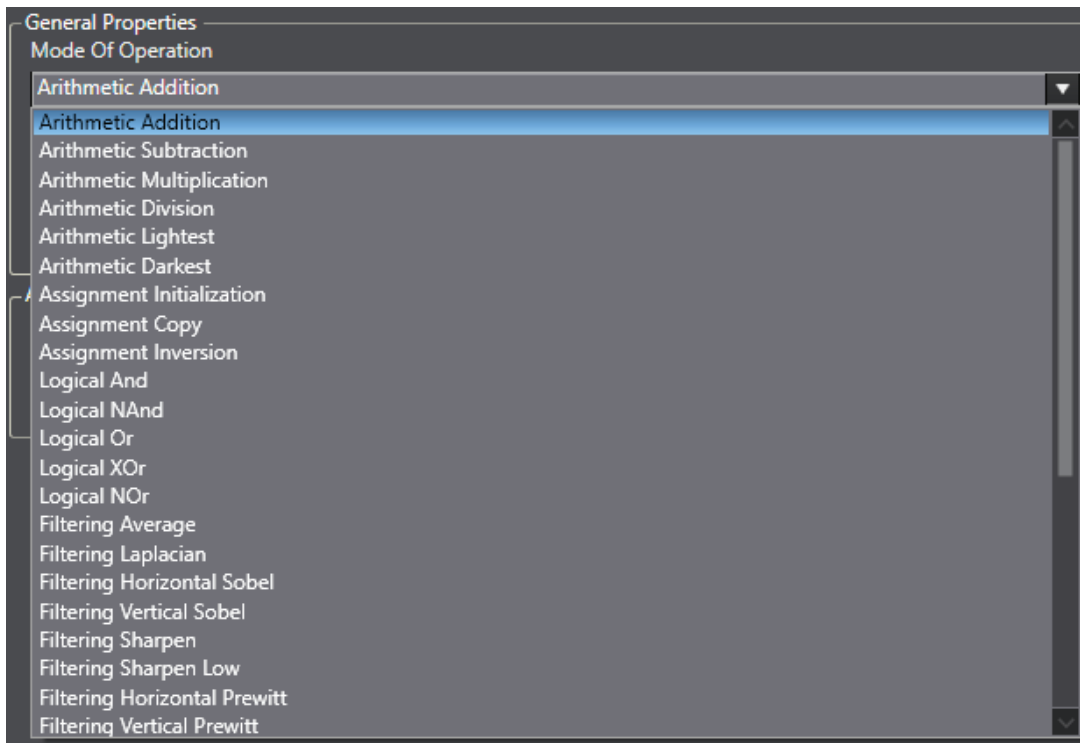 General Properties
Mode Of Operation
Arithmetic Addition
Arithmetic Addition
Arithmetic Subtraction
Arithmetic Multiplication
Arithmetic Division
Arithmetic Lightest
Arithmetic Darkest
Assignment Initialization
Assignment Copy
Assignment Inversion
Logical And
Logical NAnd
Logical Or
Logical XOr
Logical NOr
Filtering Average
Filtering Laplacian
Filtering Horizontal Sobel
Filtering Vertical Sobel
Filtering Sharpen
Filtering Sharpen Low
Filtering Horizontal Prewitt
Filtering Vertical Prewitt